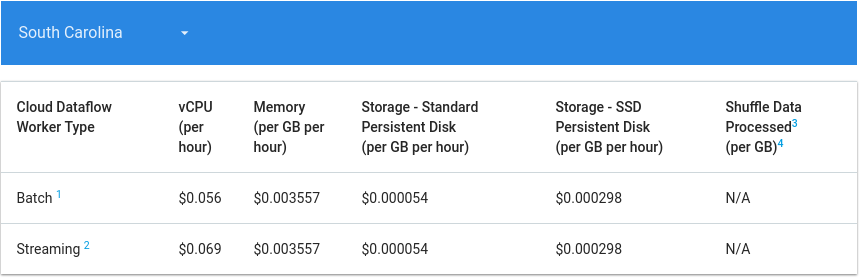 South Carolina
Cloud Dataflow Worker Type vCPU (per hour) Memory (per GB per hour) Storage - Standard Persistent Disk (per GB per hour) Storage - SSD Persistent Disk (per GB per hour) Shuffle Data Processed3 (per GB)4
Batch 1 $0.056 $0.003557 $0.000054 $0.000298 N/A
Streaming 2 $0.069 $0.003557 $0.000054 $0.000298 N/A